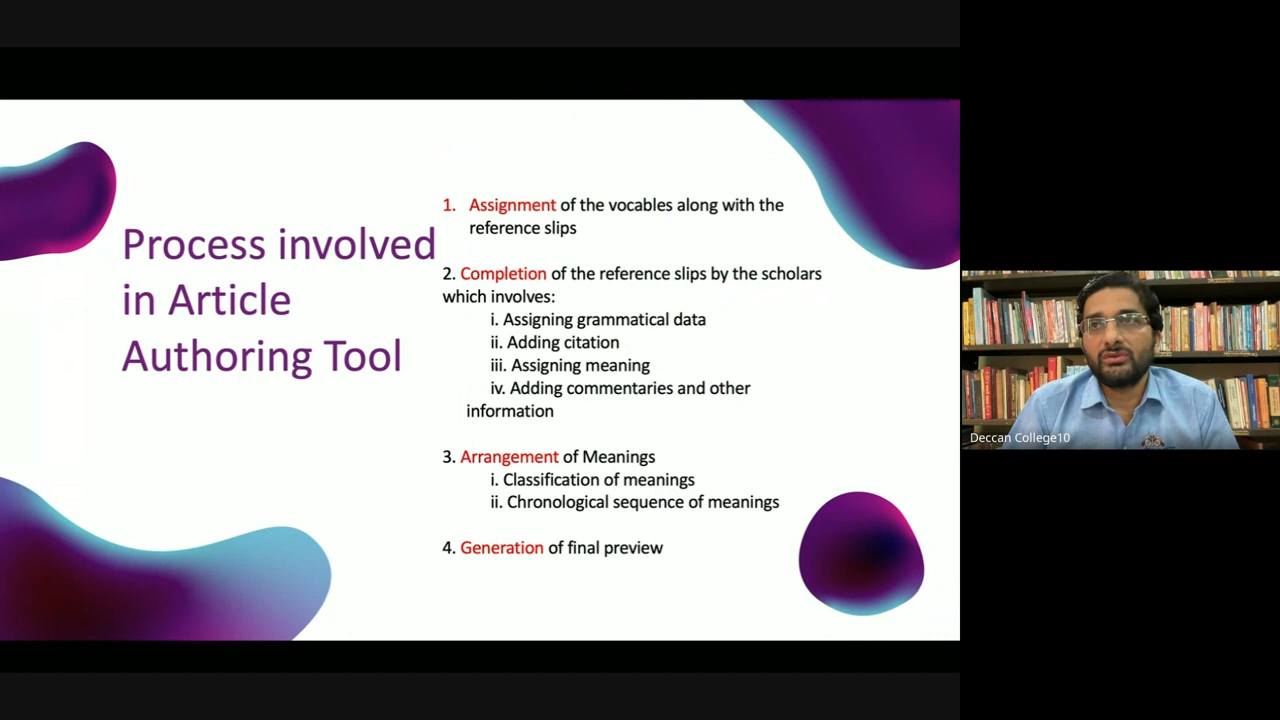 Process involved
in Article
Authoring Tool
1. Assignment of the vocables along with the
reference slips
2. Completion of the reference slips by the scholars
which involves:
i. Assigning grammatical data
ii. Adding citation
iii. Assigning meaning
iv. Adding commentaries and other
information
3. Arrangement of Meanings
i. Classification of meanings
ii. Chronological sequence of meanings
4. Generation of final preview
Deccan College10